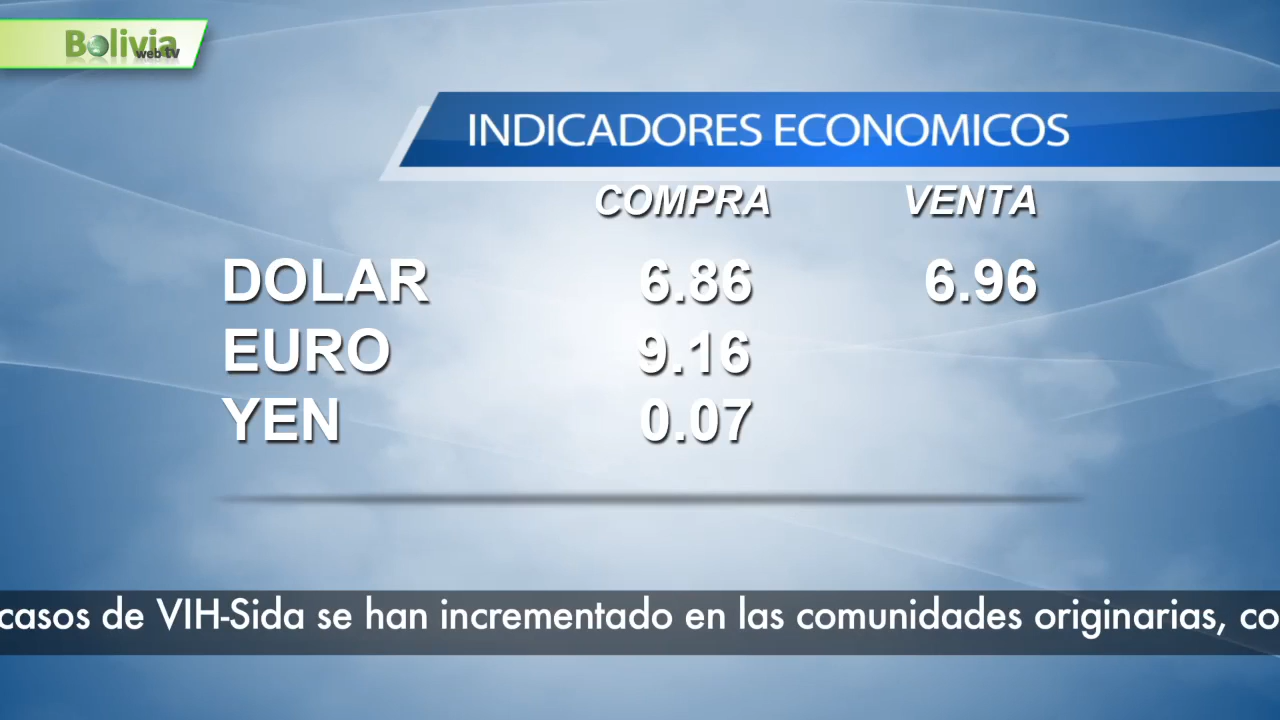 Bolivia
web tv
INDICADORES ECONOMICOS
COMPRA VENTA
DOLAR 6.86 6.96
EURO 9.16
YEN 0.07
casos de VIH-Sida se han incrementado en las comunidades originarias, co